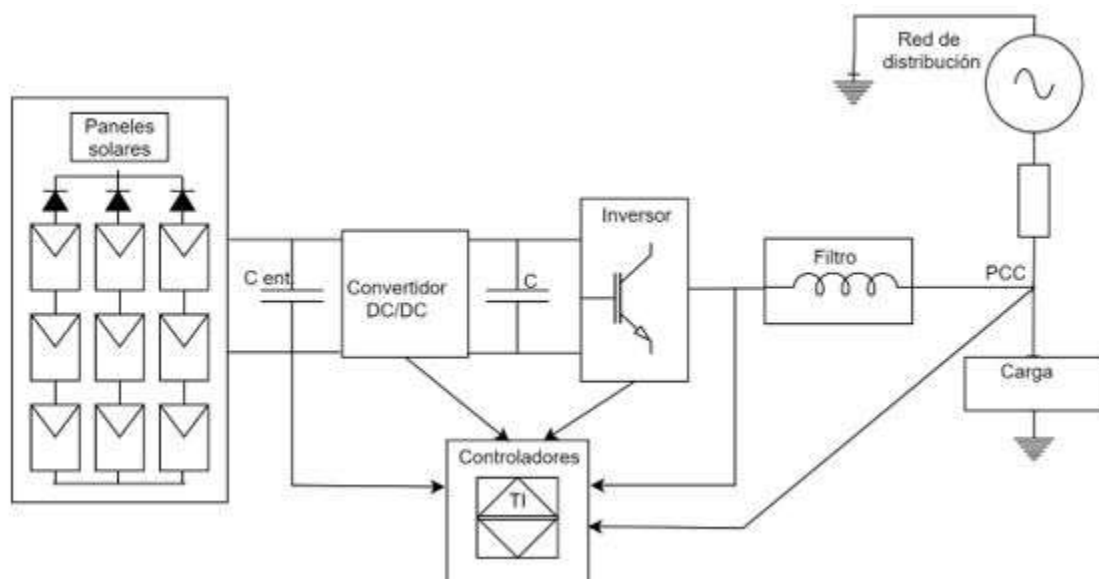 Red de
distribución
Paneles
solares
Inversor
Filtro
PCC
C ent.
Convertidor
DC/DC
C
Carga
Controladores
TI